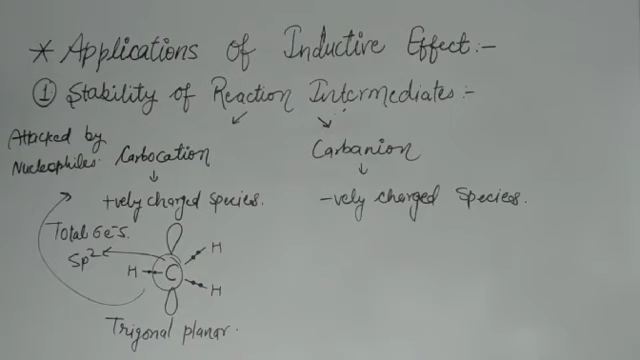 * Applications of Inductive Effect:-
① Stability of Reaction Intermediates:-
Attacked by
Nucleophiles.
Carbocation
Carbanion
+vely charged Species.
-vely charged Species.
Total 6e-s.
Sp2
H
H C
H
Trigonal planar.